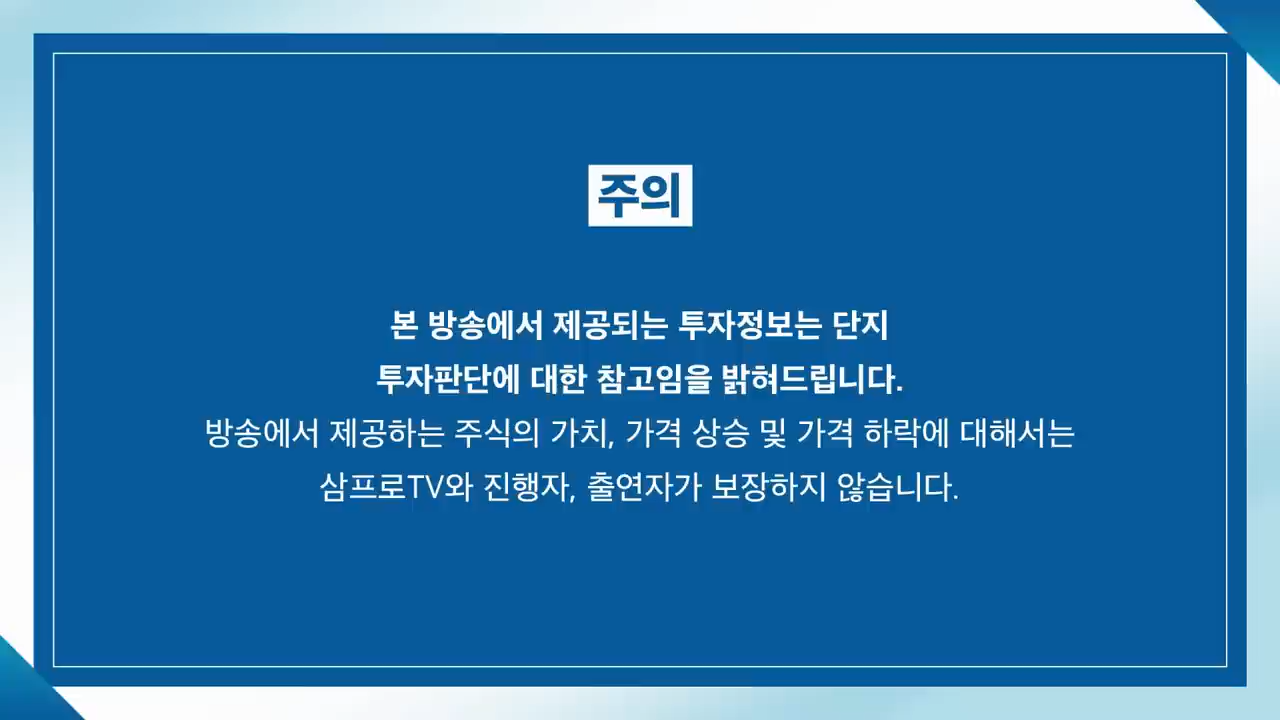 주의
본 방송에서 제공되는 투자정보는 단지
투자판단에 대한 참고임을 밝혀드립니다.
방송에서 제공하는 주식의 가치, 가격 상승 및 가격 하락에 대해서는
삼프로TV와 진행자, 출연자가 보장하지 않습니다.